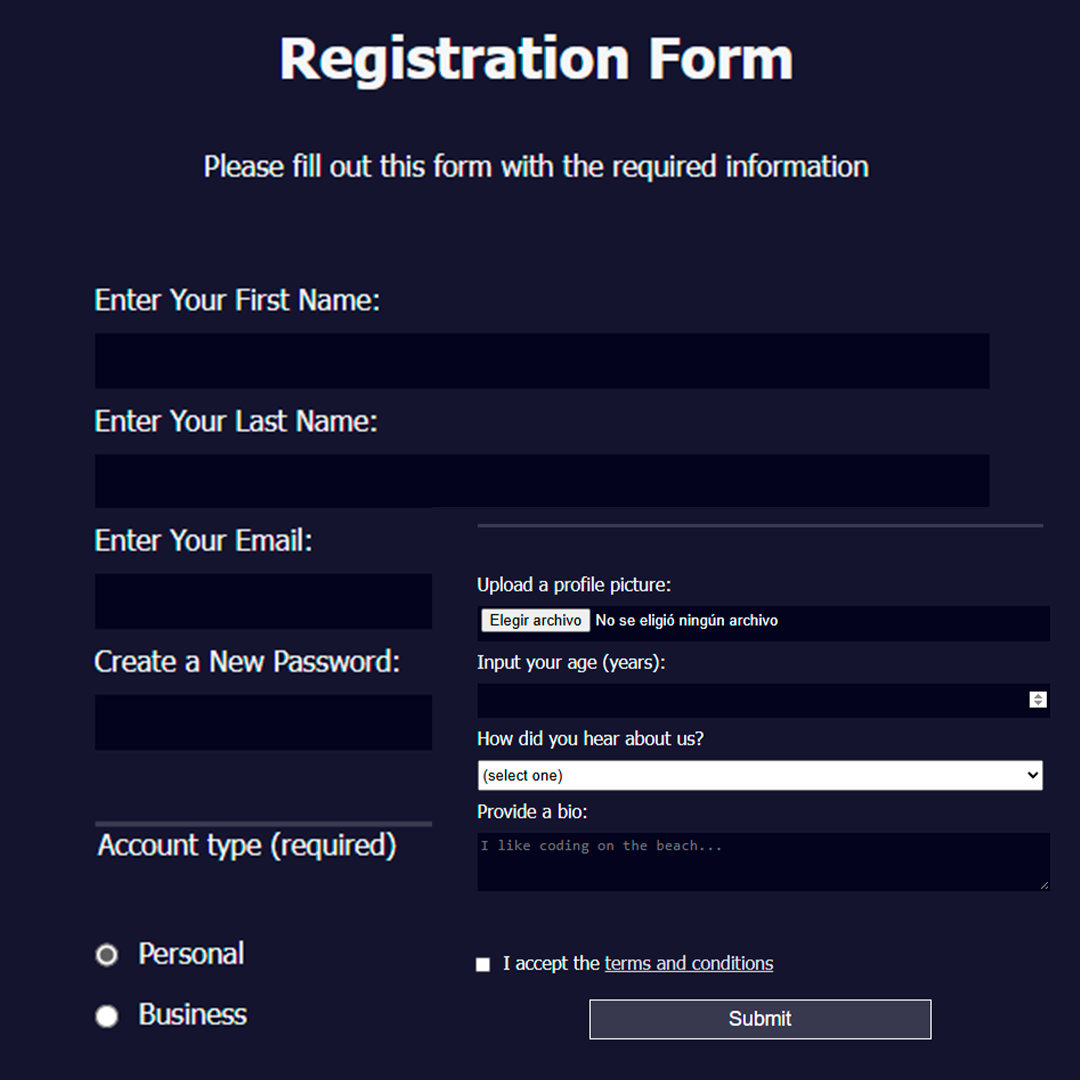 Registration Form
Please fill out this form with the required information
Enter Your First Name:
Enter Your Last Name:
Enter Your Email:
Create a New Password:
Account type (required)
Personal
Business
Upload a profile picture:
Elegir archivo No se eligió ningún archivo
Input your age (years):
How did you hear about us?
(select one)
Provide a bio:
I like coding on the beach...
I accept the terms and conditions
Submit